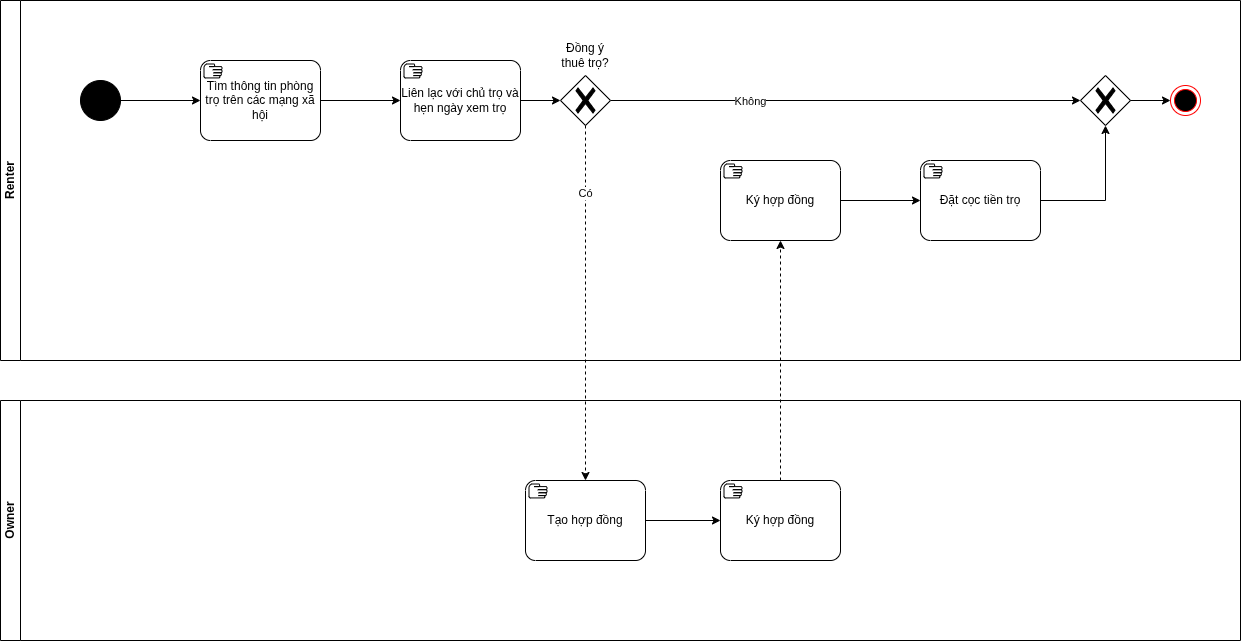 Renter
Tìm thông tin phòng
trọ trên các mạng xã
hội
Liên lạc với chủ trọ và
hẹn ngày xem trọ
Đồng ý
thuê trọ?
Không
Có
Ký hợp đồng
Đặt cọc tiền trọ
Owner
Tạo hợp đồng
Ký hợp đồng